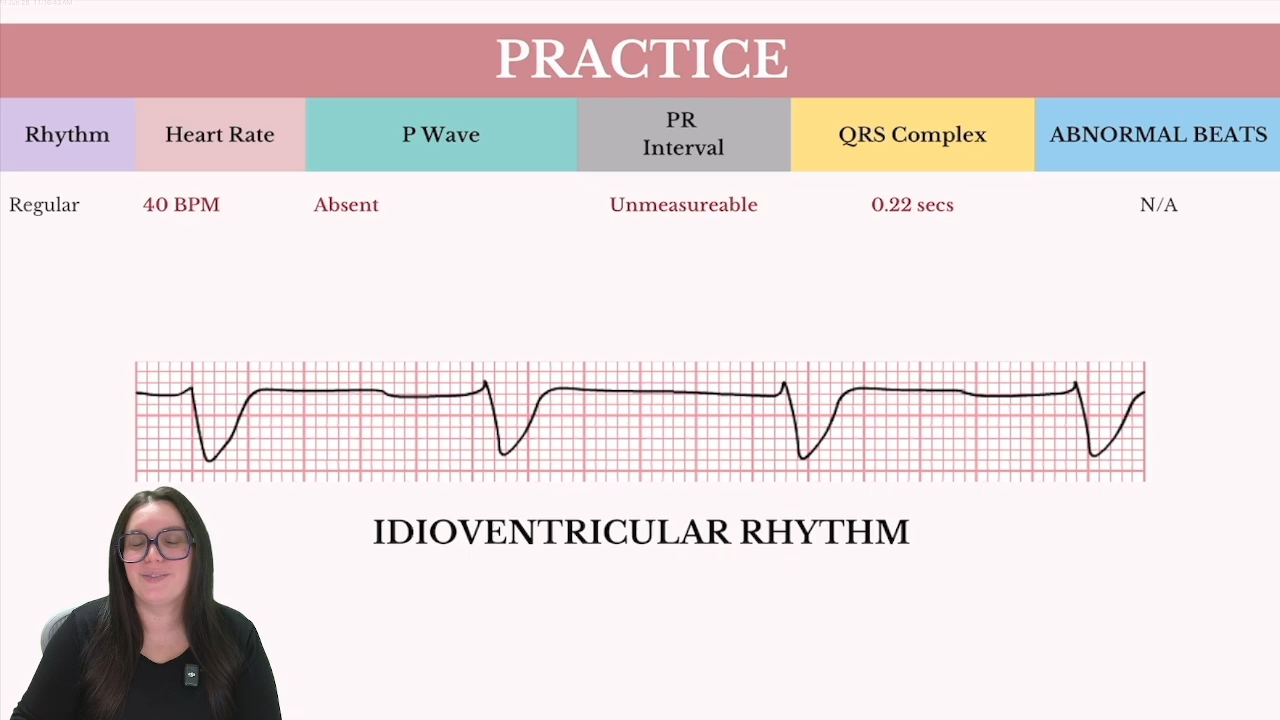 PRACTICE
Rhythm
Heart Rate
P Wave
PR
Interval
QRS Complex
ABNORMAL BEATS
Regular
40 BPM
Absent
Unmeasureable
0.22 secs
N/A
IDIOVENTRICULAR RHYTHM